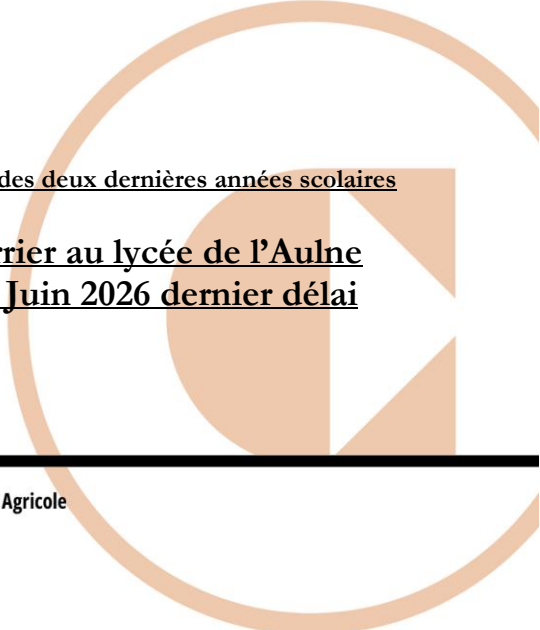 des deux dernières années scolaires
rrier au lycée de l’Aulne
Juin 2026 dernier délai
Agricole